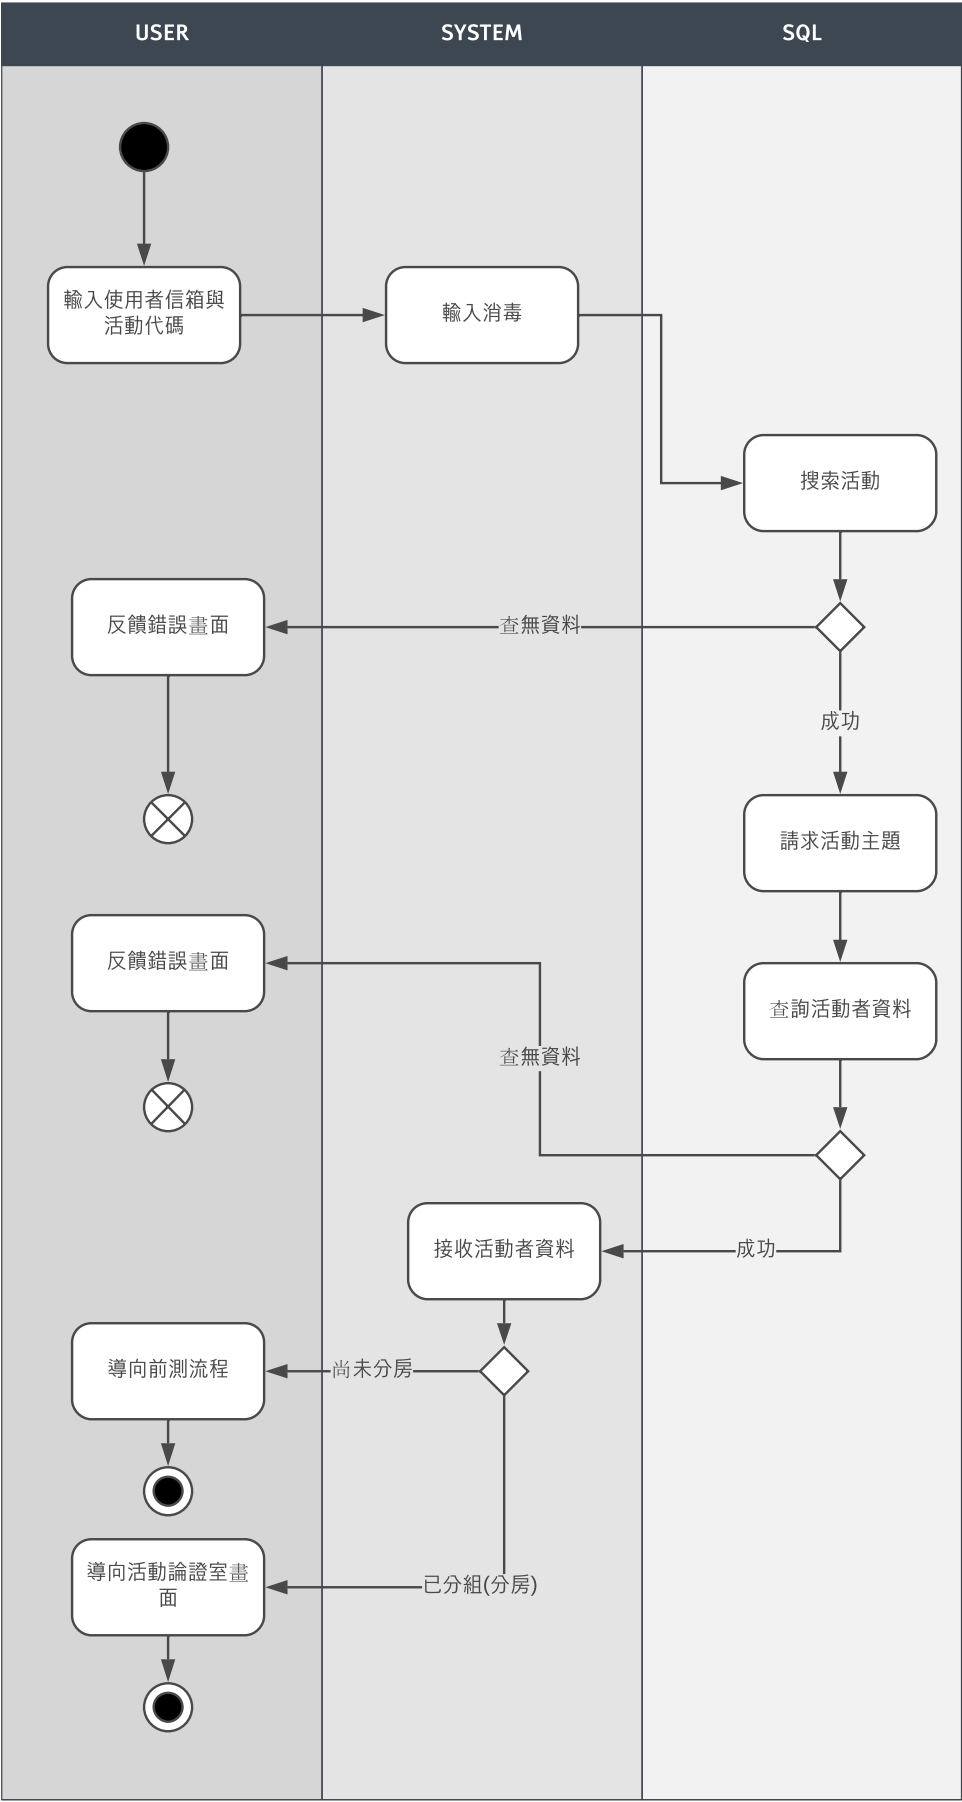 USER
SYSTEM
SQL
輸入使用者信箱與
活動代碼
輸入消毒
搜索活動
反饋錯誤畫面
查無資料
成功
請求活動主題
反饋錯誤畫面
查詢活動者資料
查無資料
接收活動者資料
成功
導向前測流程
尚未分房
導向活動論證室畫
面
已分組(分房)